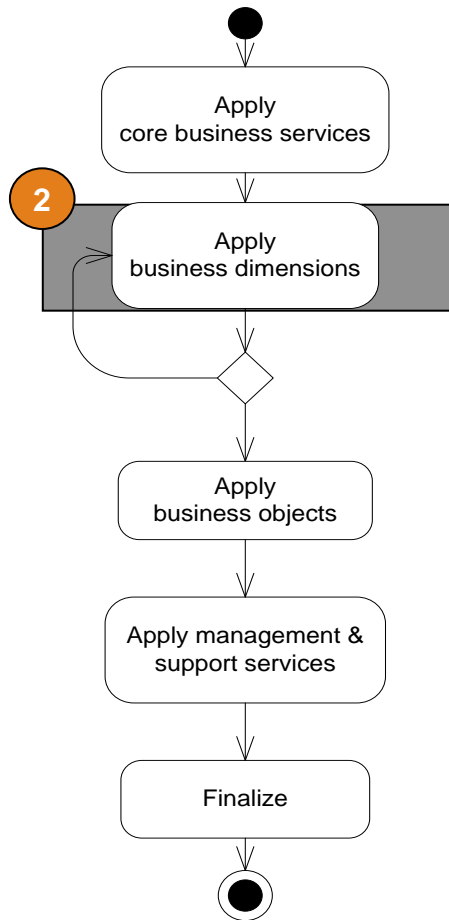 Apply
core business services
2
Apply
business dimensions
Apply
business objects
Apply management &
support services
Finalize